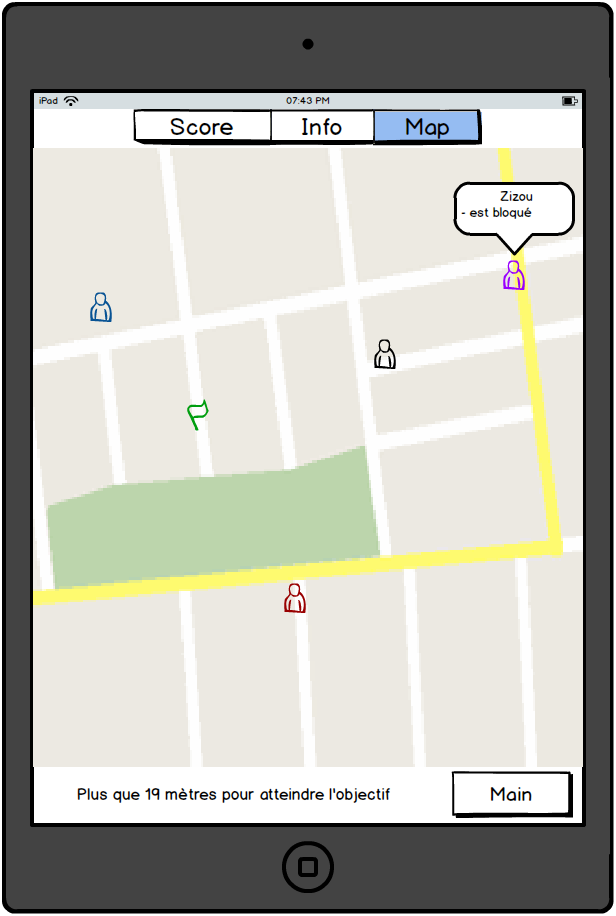 iPad 07:43 PM
Score Info Map
Zizou
- est bloqué
Plus que 19 mètres pour atteindre l'objectif
Main